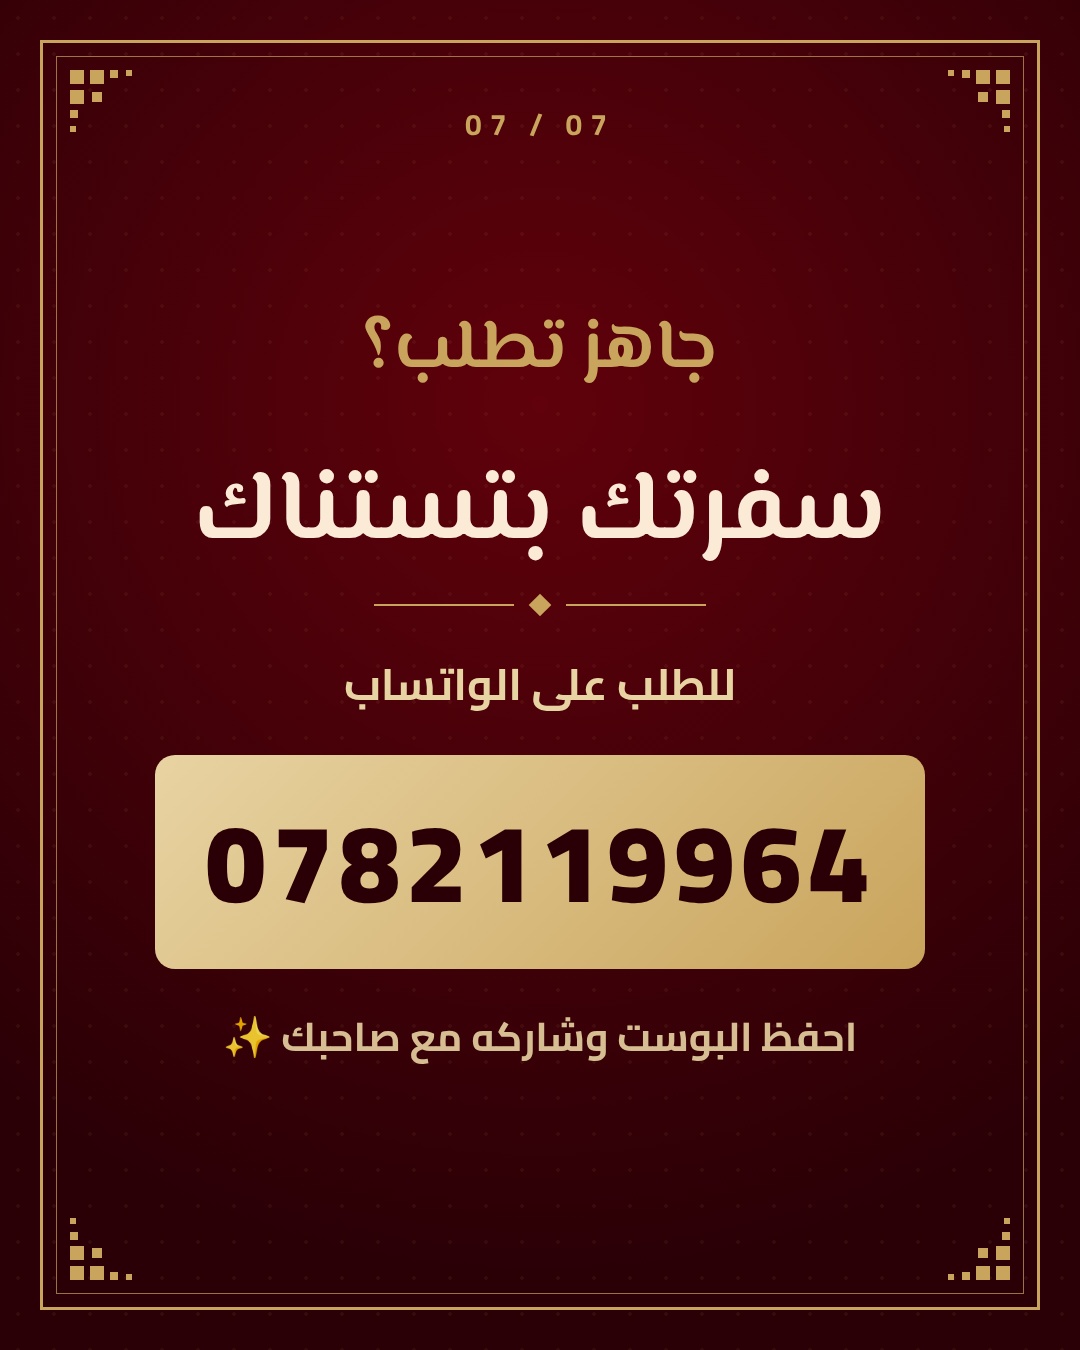 07 / 07
جاهز تطلب؟
سفرتك بتستناك
للطلب على الواتساب
0782119964
احفظ البوست وشاركه مع صاحبك ✨